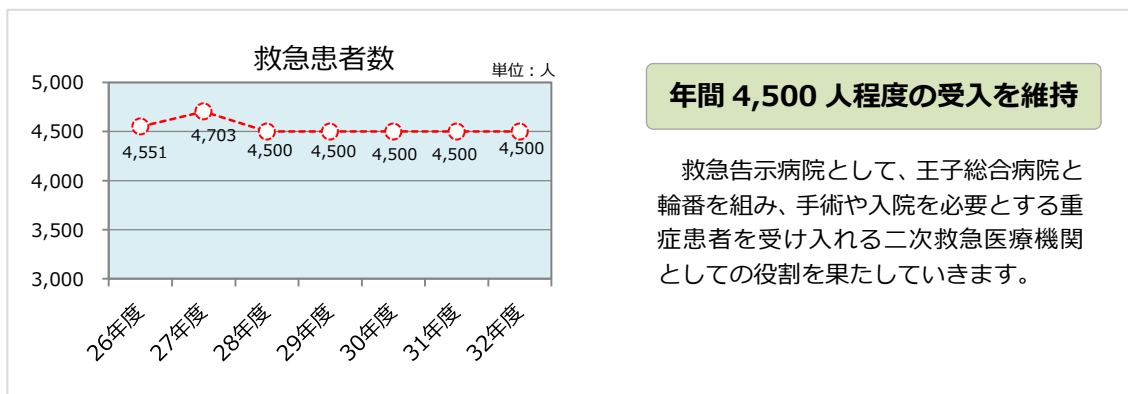 救急患者数
単位：人
5,000
4,500
4,000
3,500
3,000
4,551
4,703
4,500
4,500
4,500
4,500
4,500
26年度
27年度
28年度
29年度
30年度
31年度
32年度
年間 4,500 人程度の受入を維持
救急告示病院として、王子総合病院と
輪番を組み、手術や入院を必要とする重
症患者を受け入れる二次救急医療機関
としての役割を果たしていきます。